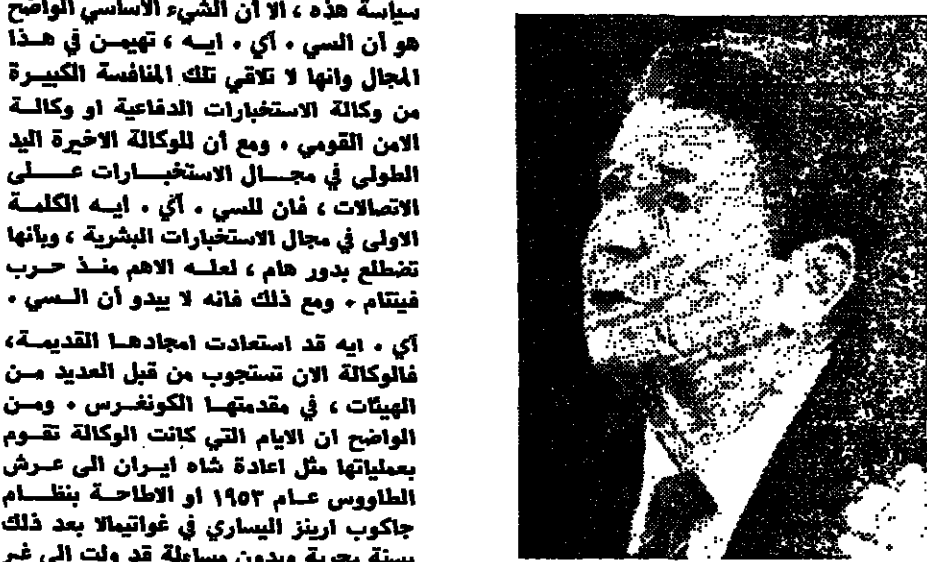 سياسة هذه ، الا ان الشيء الاساسي الواضح
هو أن السي . آي . ايه ، تهيمن في هذا
المجال وانها لا تلاقي تلك المنافسة الكبيرة
من وكالة الاستخبارات الدفاعية او وكالة
الامن القومي . ومع أن للوكالة الاخيرة اليد
الطولى في مجال الاستخبارات على
الاتصالات ، فان للسي . آي . ايه الكلمة
الاولى في مجال الاستخبارات البشرية ، وبأنها
تضطلع بدور هام ، لعله الاهم منذ حرب
فيتنام . ومع ذلك فانه لا يبدو أن السي .
آي . ايه قد استعادت امجادها القديمة،
فالوكالة الان تستجوب من قبل العديد من
الهيئات ، في مقدمتها الكونغرس . ومن
الواضح ان الايام التي كانت الوكالة تقوم
بعملياتها مثل اعادة شاه ايران الى عرش
الطاووس عام ١٩٥٣ او الاطاحة بنظام
جاكوب اربنز اليساري في غواتيمالا بعد ذلك
بسنة بحرية وبدون مساءلة قد ولت الى غير